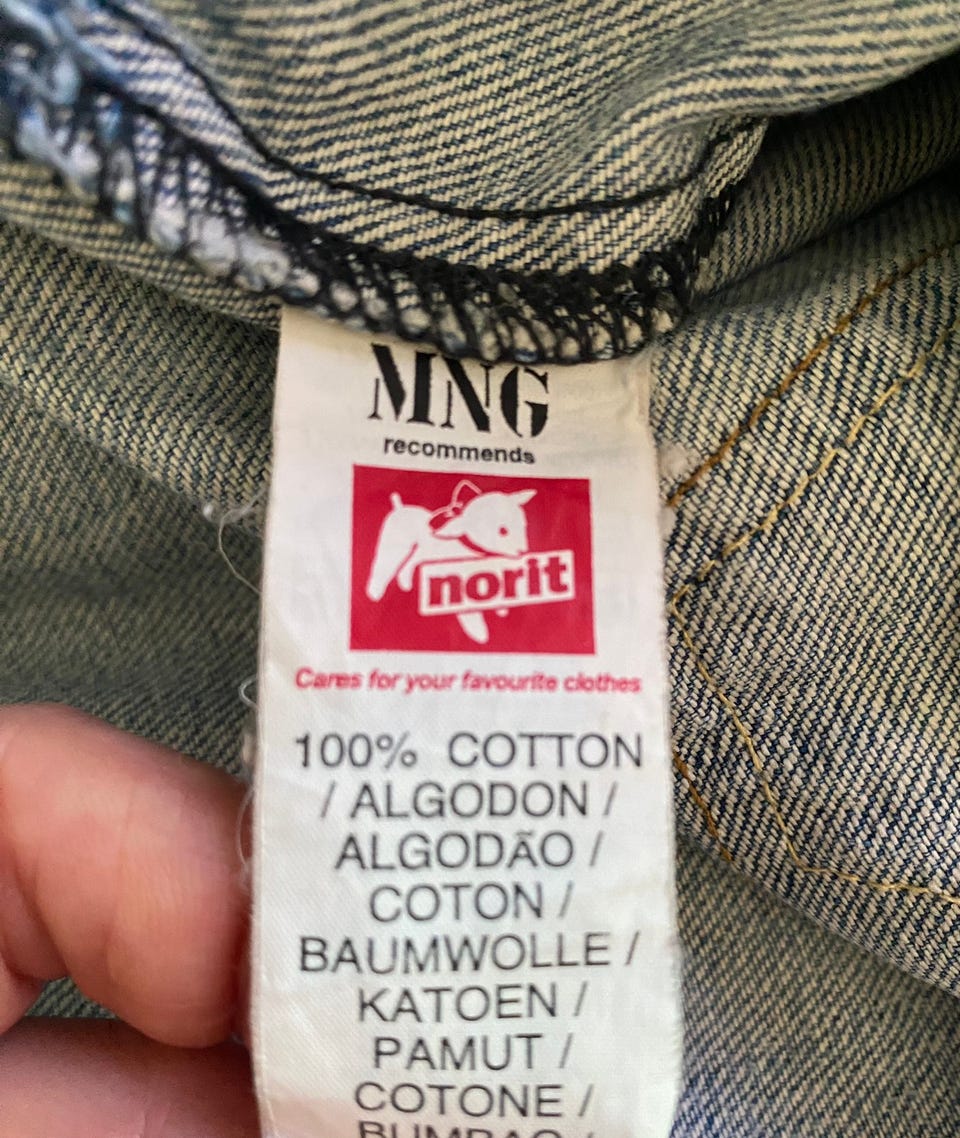 MNG
recommends
norit
Cares for your favourite clothes
100% COTTON
/ ALGODON /
ALGODÃO /
COTON /
BAUMWOLLE /
KATOEN /
PAMUT /
COTONE /